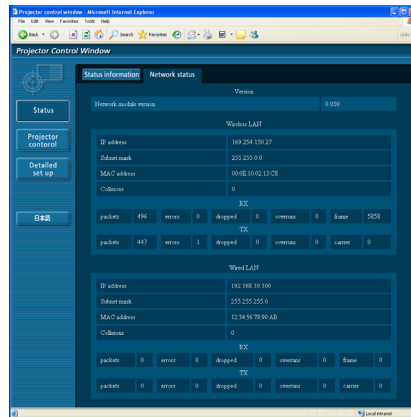 Projector control window - Microsoft Internet Explorer
File Edit View Favorites Tools Help
Back Search Favorites
Projector Control Window
Status information Network status
Version
Network module version 0.050
Status
Projector
contorol
Detailed
set up
日本語
Wireless LAN
IP address 169.254.150.27
Subnet mask 255.255.0.0
MAC address 00:0E:10:02:13:C8
Collisions 0
RX
packets 496 errors 0 dropped 0 overruns 0 frame 5858
TX
packets 447 errors 1 dropped 0 overruns 0 carrier 0
Wired LAN
IP address 192.168.10.100
Subnet mask 255.255.255.0
MAC address 12:34:56:78:90:AB
Collisions 0
RX
packets 0 errors 0 dropped 0 overruns 0 frame 0
TX
packets 0 errors 0 dropped 0 overruns 0 carrier 0
Local intranet